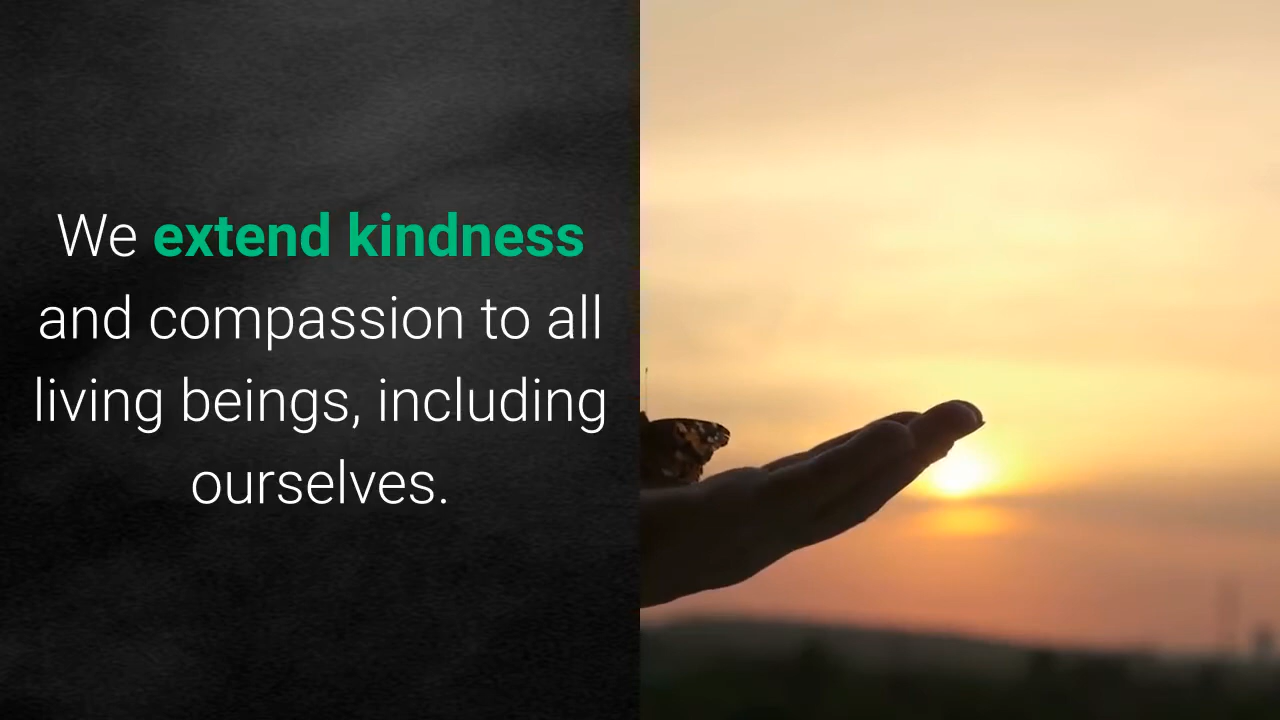 We extend kindness
and compassion to all
living beings, including
ourselves.